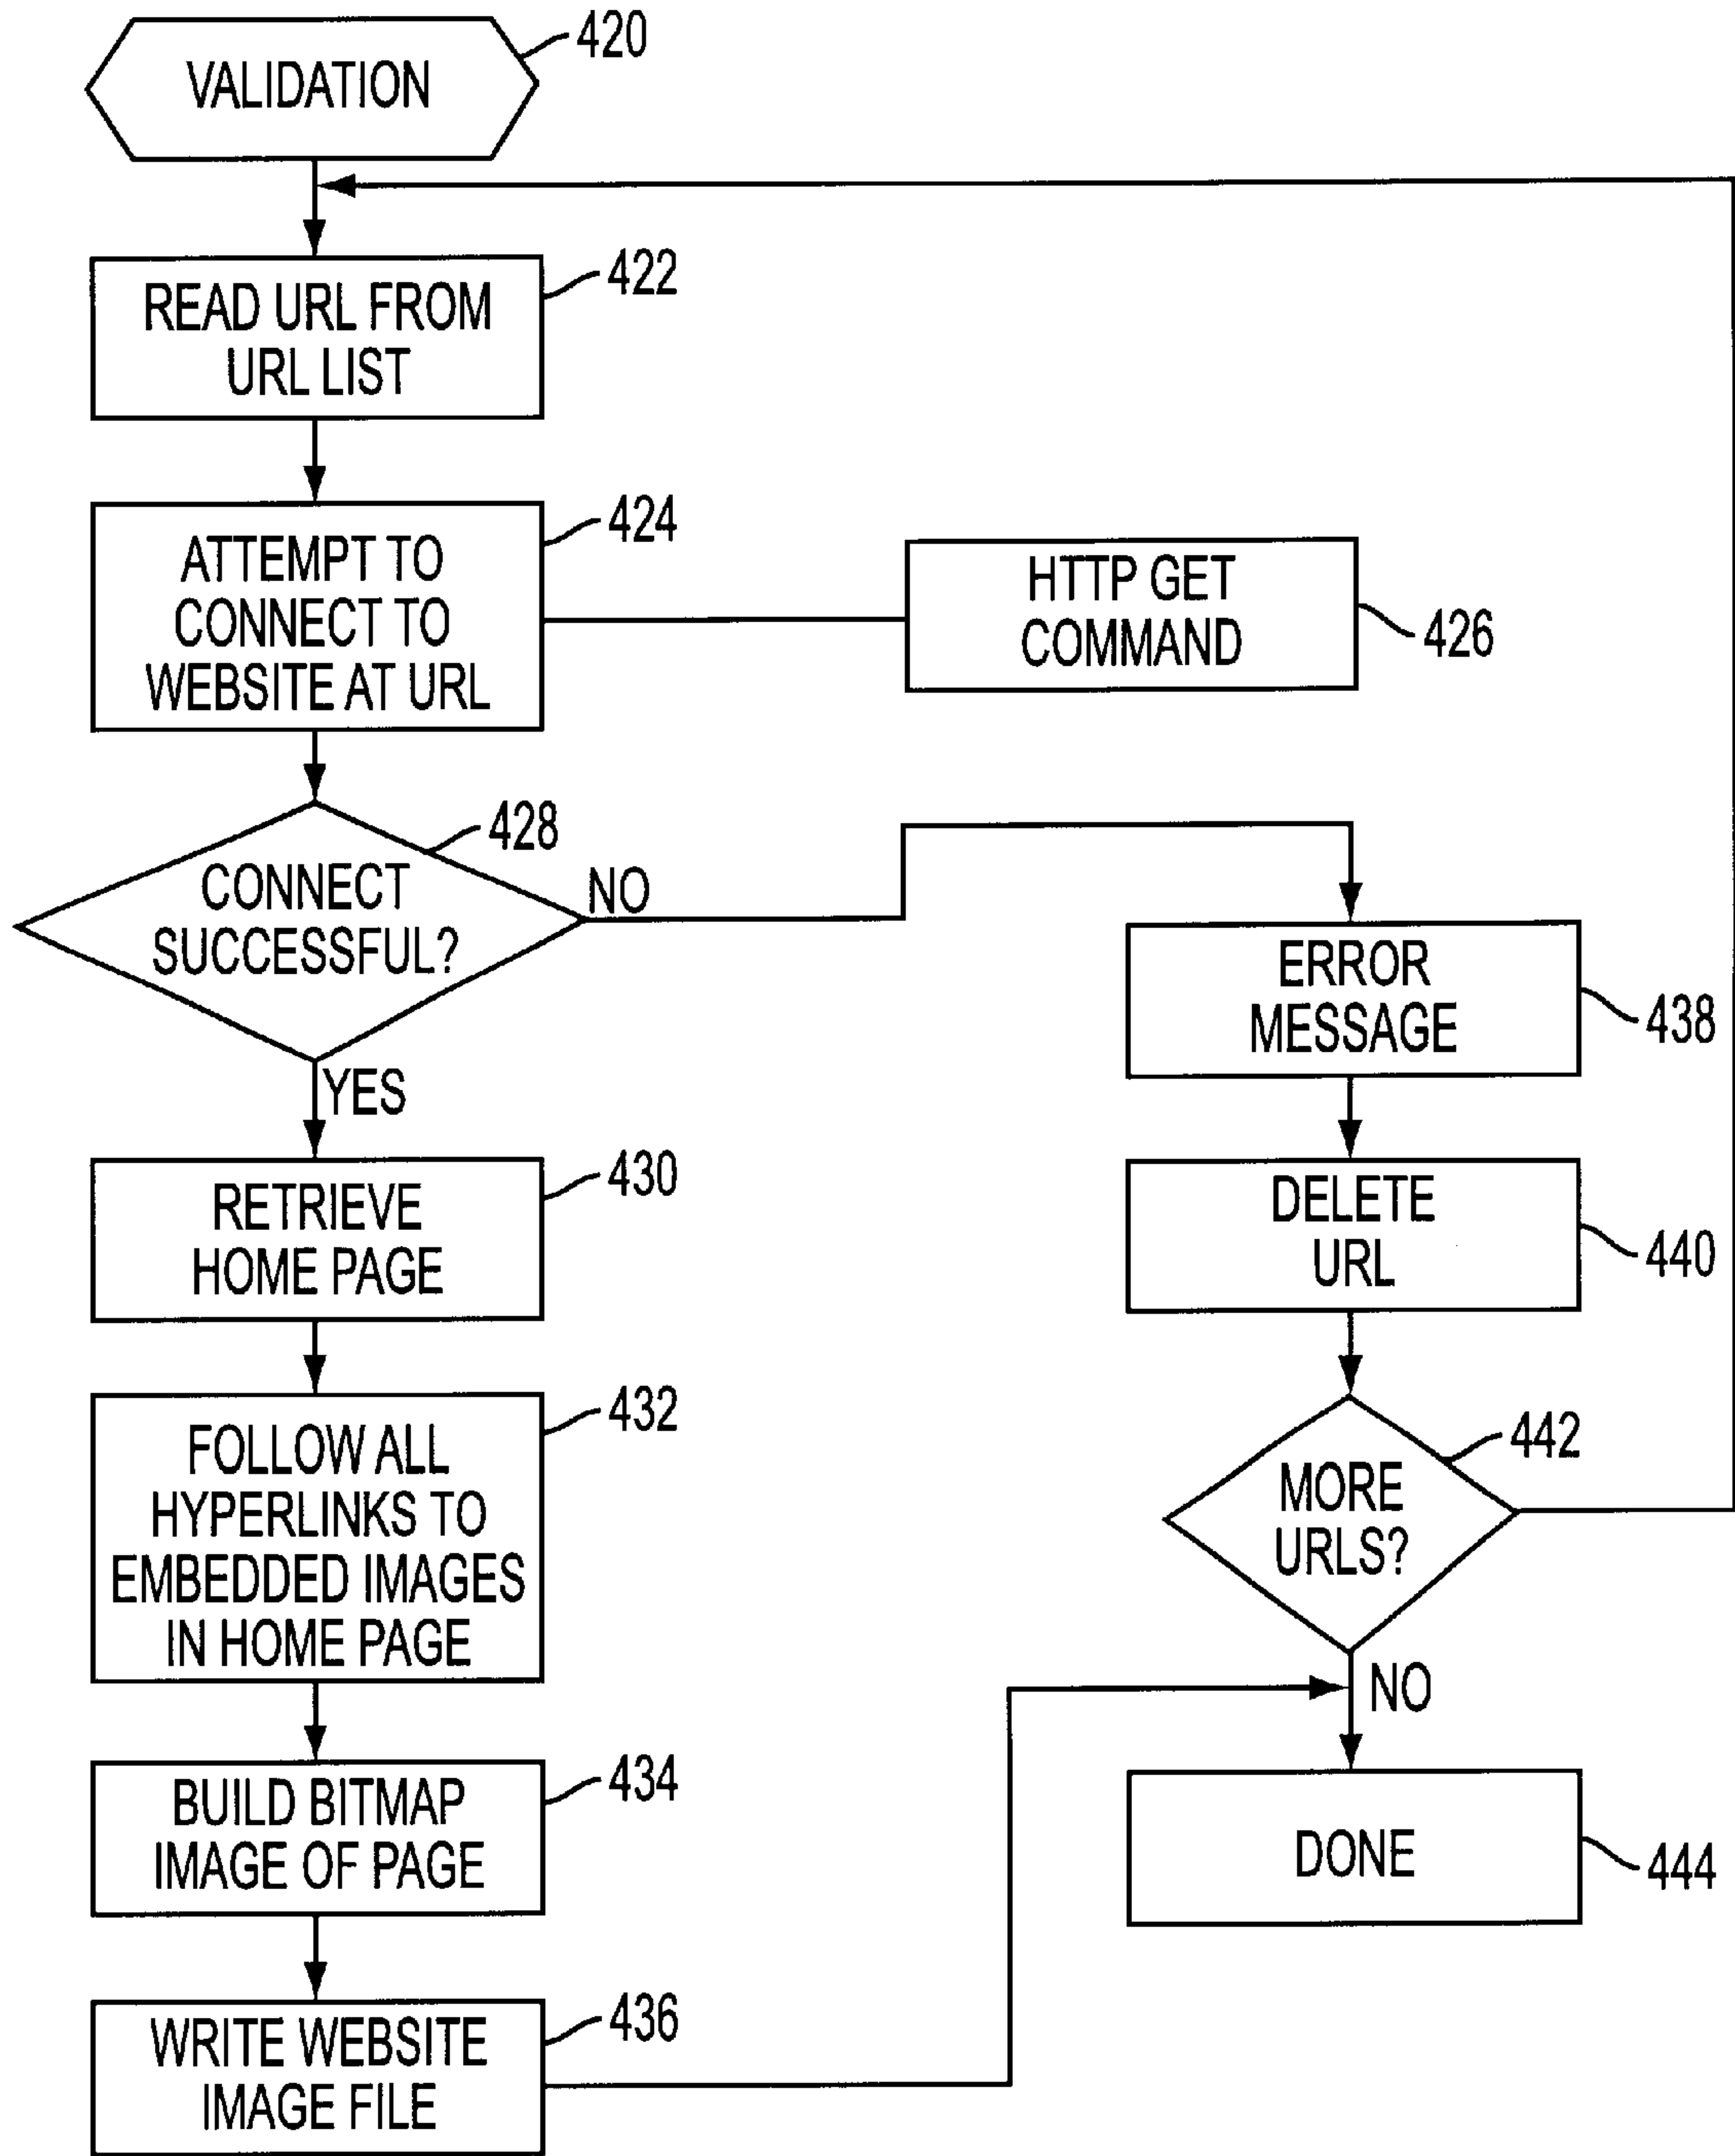 VALIDATION
420
READ URL FROM
URL LIST
422
ATTEMPT TO
CONNECT TO
WEBSITE AT URL
424
HTTP GET
COMMAND
426
CONNECT
SUCCESSFUL?
428
NO
YES
RETRIEVE
HOME PAGE
430
FOLLOW ALL
HYPERLINKS TO
EMBEDDED IMAGES
IN HOME PAGE
432
BUILD BITMAP
IMAGE OF PAGE
434
WRITE WEBSITE
IMAGE FILE
436
ERROR
MESSAGE
438
DELETE
URL
440
MORE
URLS?
442
NO
DONE
444